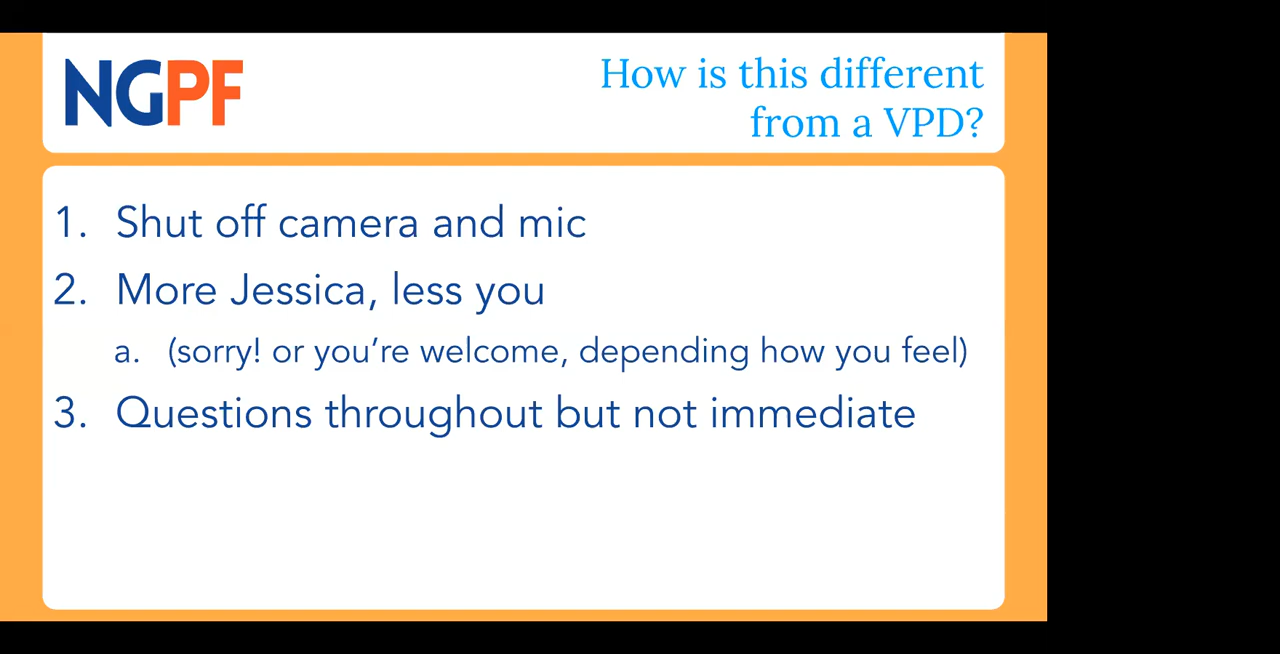 NGPF
How is this different
from a VPD?
1. Shut off camera and mic
2. More Jessica, less you
a. (sorry! or you're welcome, depending how you feel)
3. Questions throughout but not immediate